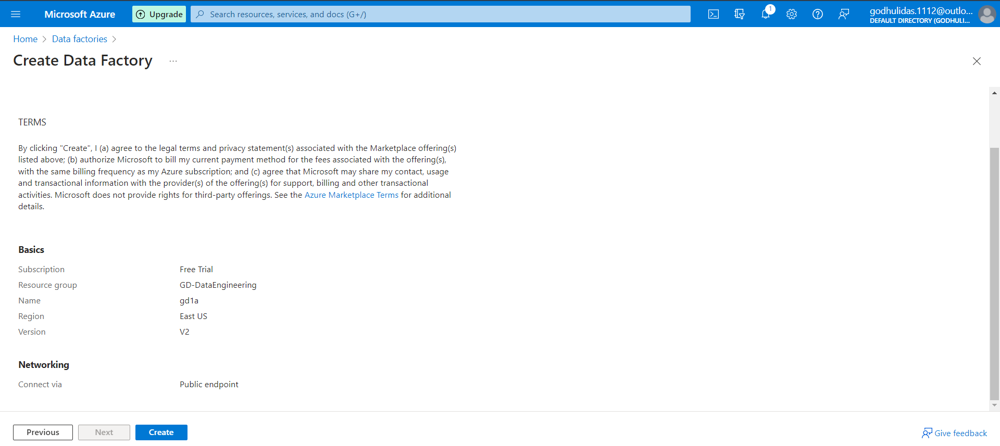 Microsoft Azure Upgrade Search resources, services, and docs (G+/) 1 godhulidas.1112@outlo...
DEFAULT DIRECTORY (GODHULI...
Home > Data factories >
Create Data Factory ...
TERMS
By clicking "Create", I (a) agree to the legal terms and privacy statement(s) associated with the Marketplace offering(s)
listed above; (b) authorize Microsoft to bill my current payment method for the fees associated with the offering(s),
with the same billing frequency as my Azure subscription; and (c) agree that Microsoft may share my contact, usage
and transactional information with the provider(s) of the offering(s) for support, billing and other transactional
activities. Microsoft does not provide rights for third-party offerings. See the Azure Marketplace Terms for additional
details.
Basics
Subscription Free Trial
Resource group GD-DataEngineering
Name gd1a
Region East US
Version V2
Networking
Connect via Public endpoint
Previous Next Create Give feedback